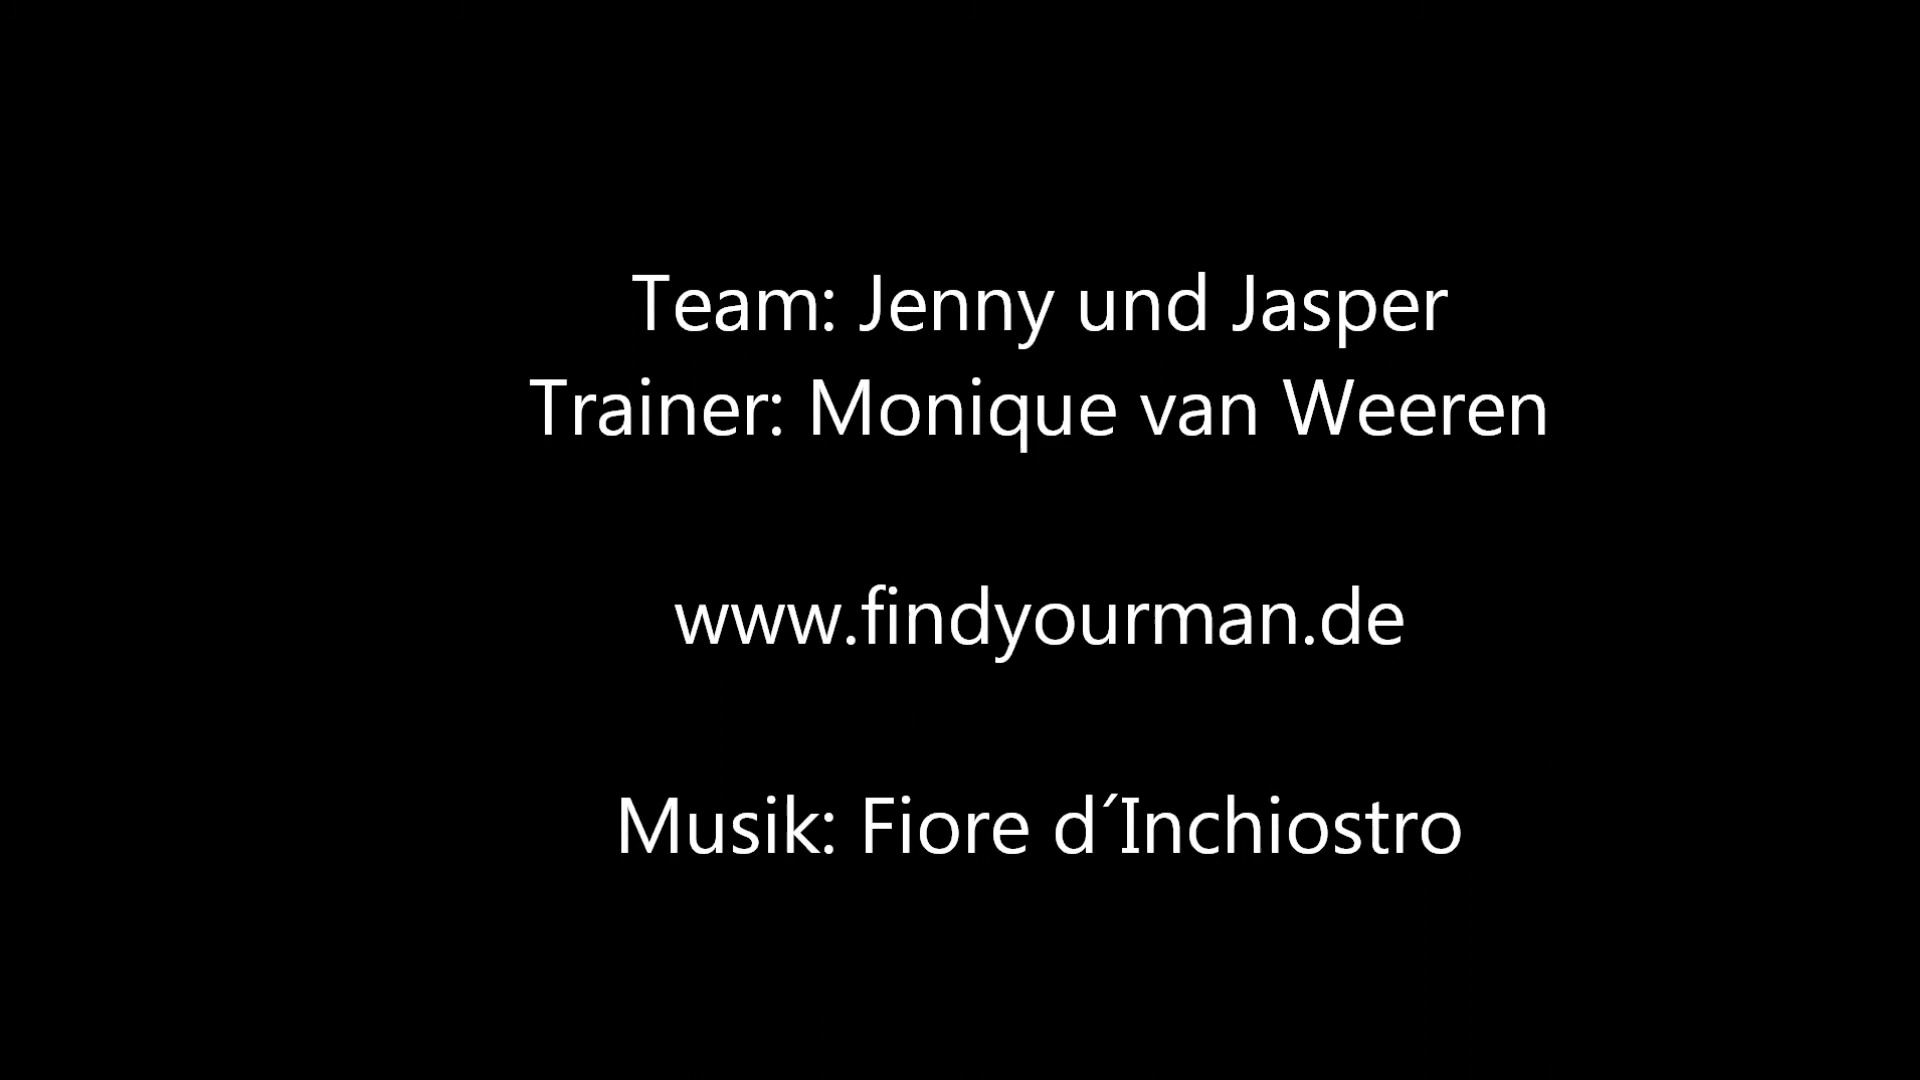 Team: Jenny und Jasper
Trainer: Monique van Weeren
www.findyourman.de
Musik: Fiore d´Inchiostro